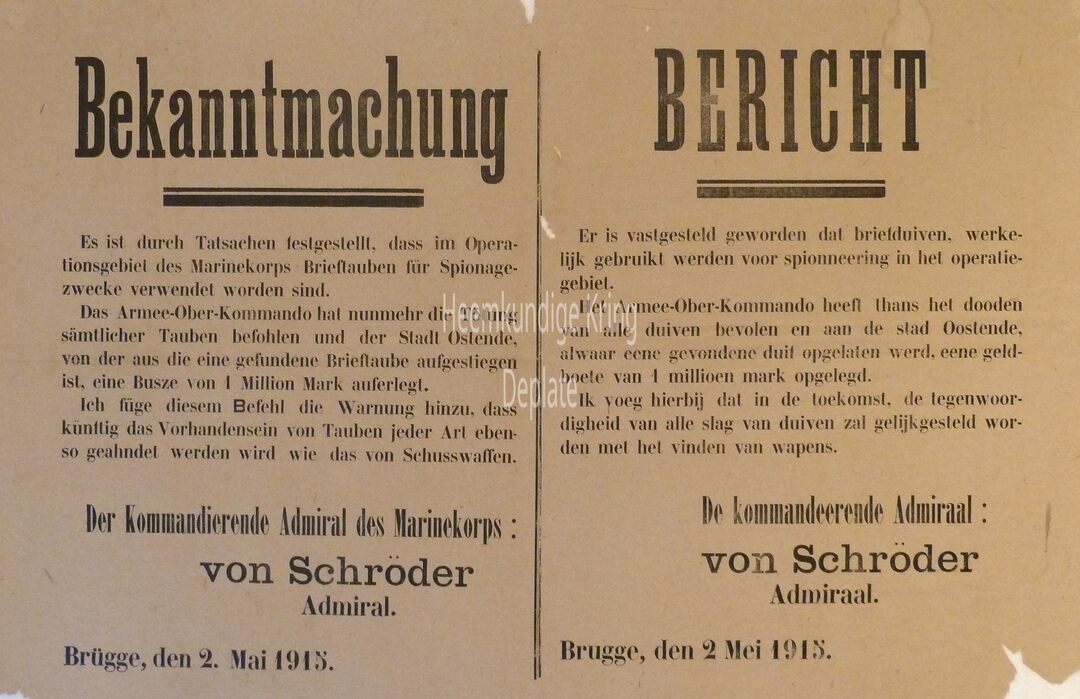 Bekanntmachung
Es ist durch Tatsachen festgestellt, dass im Opera-
tionsgebiet des Marinekorps Brieftauben für Spionage-
zwecke verwendet worden sind.
Das Armee-Ober-Kommando hat nunmehr die Tötung
sämtlicher Tauben befohlen und der Stadt Ostende,
von der aus die eine gefundene Brieftaube aufgestiegen
ist, eine Busze von 1 Million Mark auferlegt.
Ich füge diesem Befehl die Warnung hinzu, dass
künftig das Vorhandensein von Tauben jeder Art eben-
so geahndet werden wird wie das von Schusswaffen.
Der Kommandierende Admiral des Marinekorps :
von Schröder
Admiral.
Brügge, den 2. Mai 1915.
BERICHT
Er is vastgesteld geworden dat briefduiven, werke-
lijk gebruikt werden voor spionneering in het operatie-
gebiet.
Het Armee-Ober-Kommando heeft thans het dooden
van alle duiven bevolen en aan de stad Oostende,
alwaar eene gevondene duif opgelaten werd, eene geld-
boete van 1 millioen mark opgelegd.
Ik voeg hierbij dat in de toekomst, de tegenwoor-
digheid van alle slag van duiven zal gelijkgesteld wor-
den met het vinden van wapens.
De kommandeerende Admiraal :
von Schröder
Admiraal.
Brugge, den 2 Mei 1915.
Heemkundige Kring
Deplate